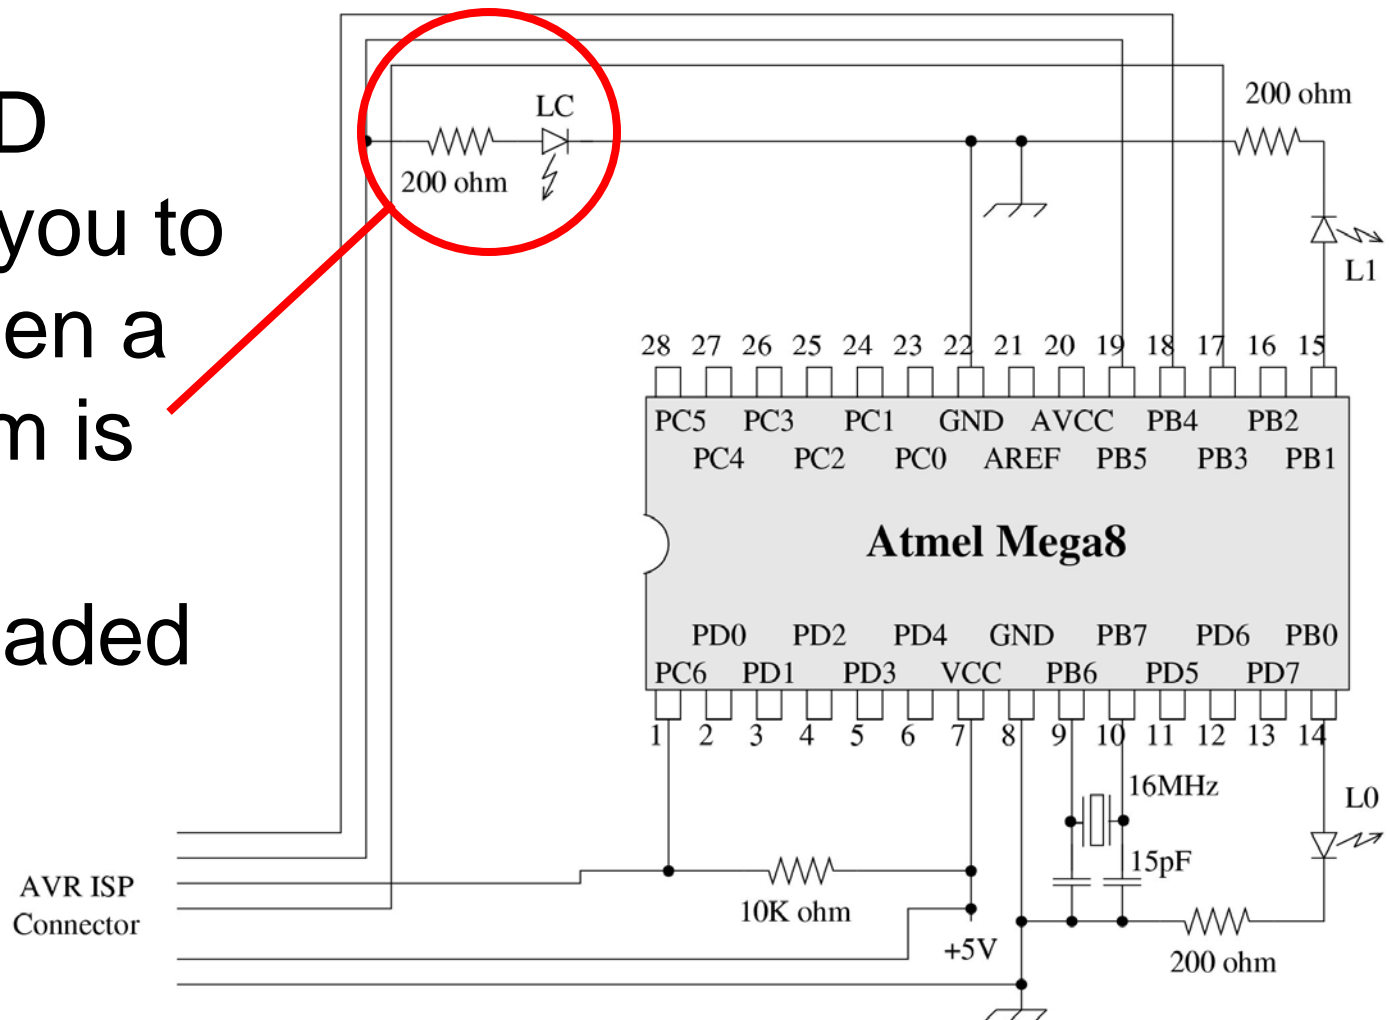 D
you to
en a
m is
aded
LC
200 ohm
200 ohm
L1
28 27 26 25 24 23 22 21 20 19 18 17 16 15
PC5 PC3 PC1 GND AVCC PB4 PB2
PC4 PC2 PC0 AREF PB5 PB3 PB1
Atmel Mega8
PD0 PD2 PD4 GND PB7 PD6 PB0
PC6 PD1 PD3 VCC PB6 PD5 PD7
1 2 3 4 5 6 7 8 9 10 11 12 13 14
16MHz
L0
15pF
AVR ISP
Connector
10K ohm
+5V
200 ohm